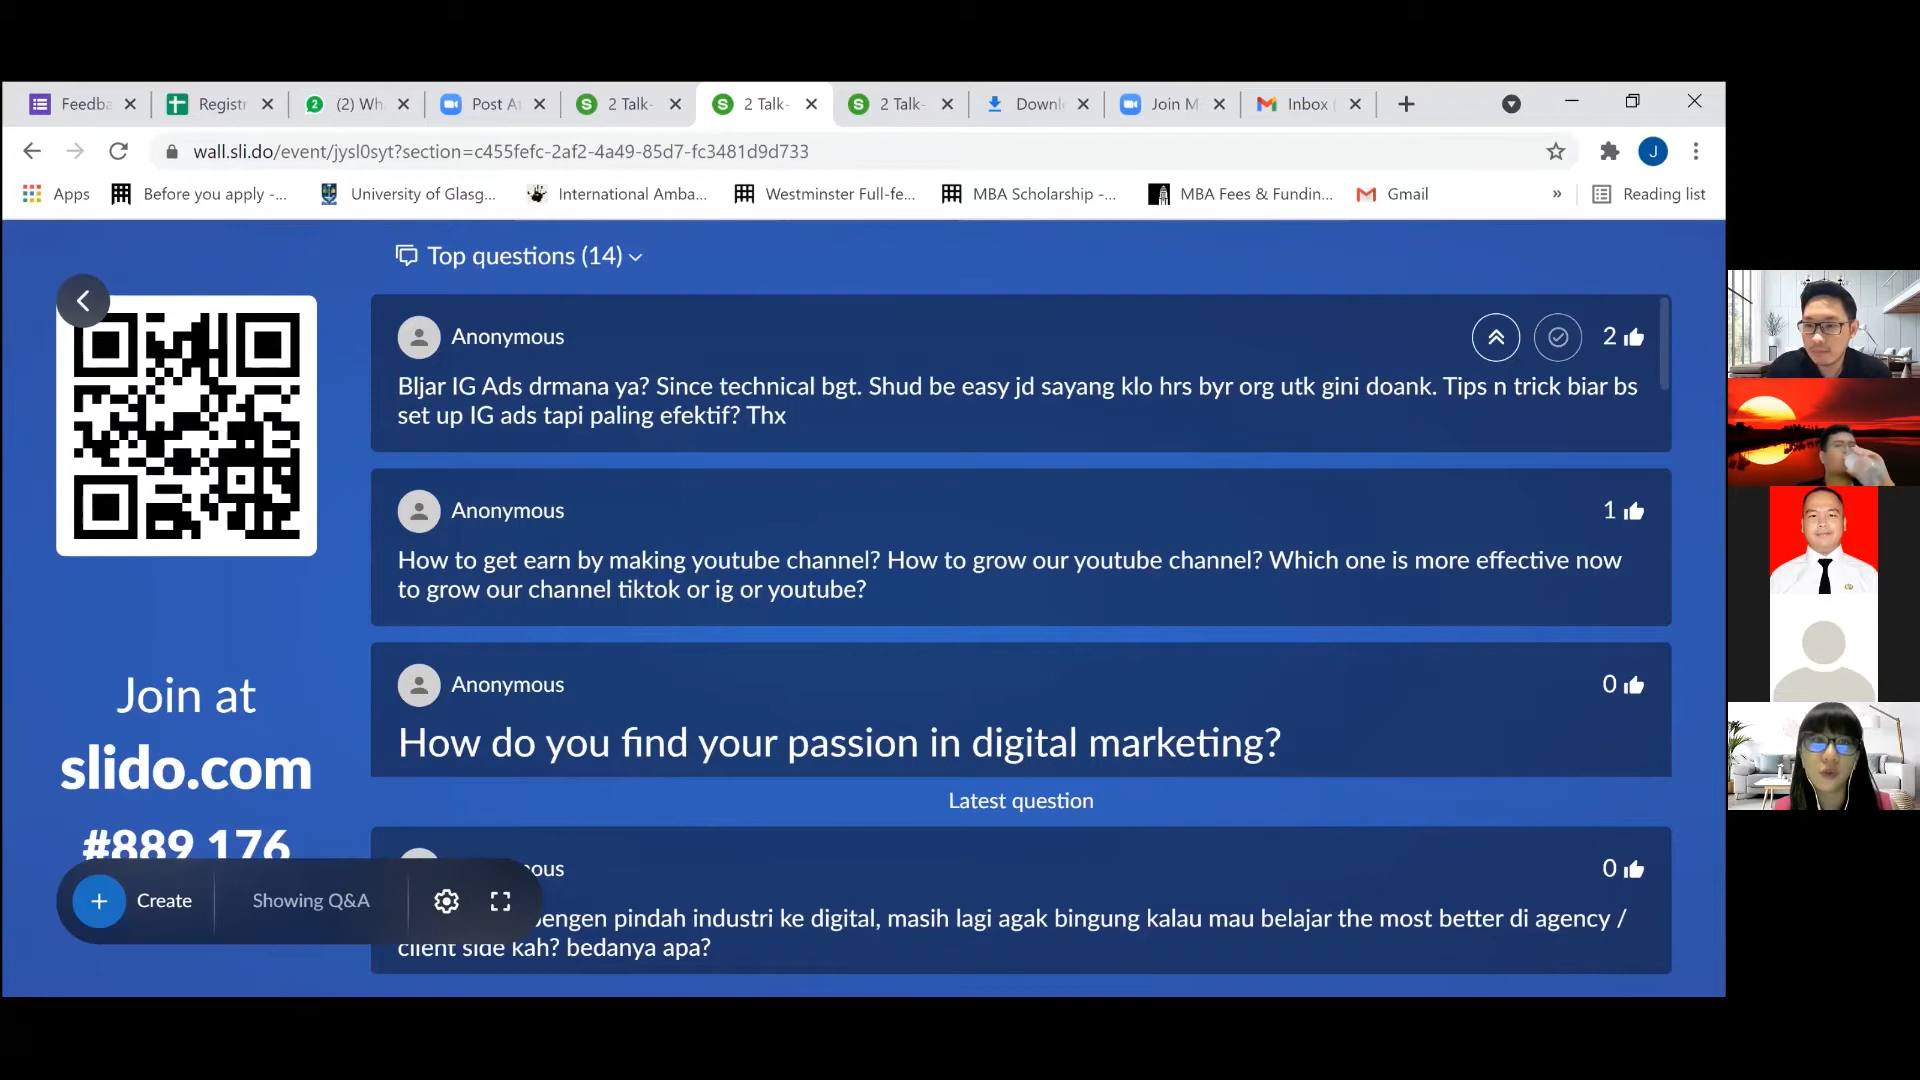 Feedba
Registr
(2) Wh
Post A
2 Talk-
2 Talk-
2 Talk-
Downl
Join M
Inbox
wall.sli.do/event/jysl0syt?section=c455fefc-2af2-4a49-85d7-fc3481d9d733
J
Apps
Before you apply -...
University of Glasg...
International Amba...
Westminster Full-fe...
MBA Scholarship -...
MBA Fees & Fundin...
Gmail
»
Reading list
Top questions (14)
Anonymous
2
Bljar IG Ads drmana ya? Since technical bgt. Shud be easy jd sayang klo hrs byr org utk gini doank. Tips n trick biar bs
set up IG ads tapi paling efektif? Thx
Anonymous
1
How to get earn by making youtube channel? How to grow our youtube channel? Which one is more effective now
to grow our channel tiktok or ig or youtube?
Anonymous
0
How do you find your passion in digital marketing?
Latest question
nous
0
pengen pindah industri ke digital, masih lagi agak bingung kalau mau belajar the most better di agency /
client side kah? bedanya apa?
Join at
slido.com
#889 176
Create
Showing Q&A